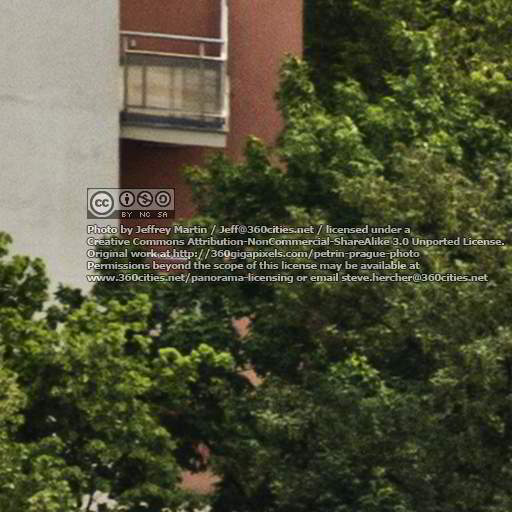 cc BY NC SA
Photo by Jeffrey Martin / Jeff@360cities.net / licensed under a
Creative Commons Attribution-NonCommercial-ShareAlike 3.0 Unported License.
Original work at http://360gigapixels.com/petrin-prague-photo
Permissions beyond the scope of this license may be available at
www.360cities.net/panorama-licensing or email steve.hercher@360cities.net